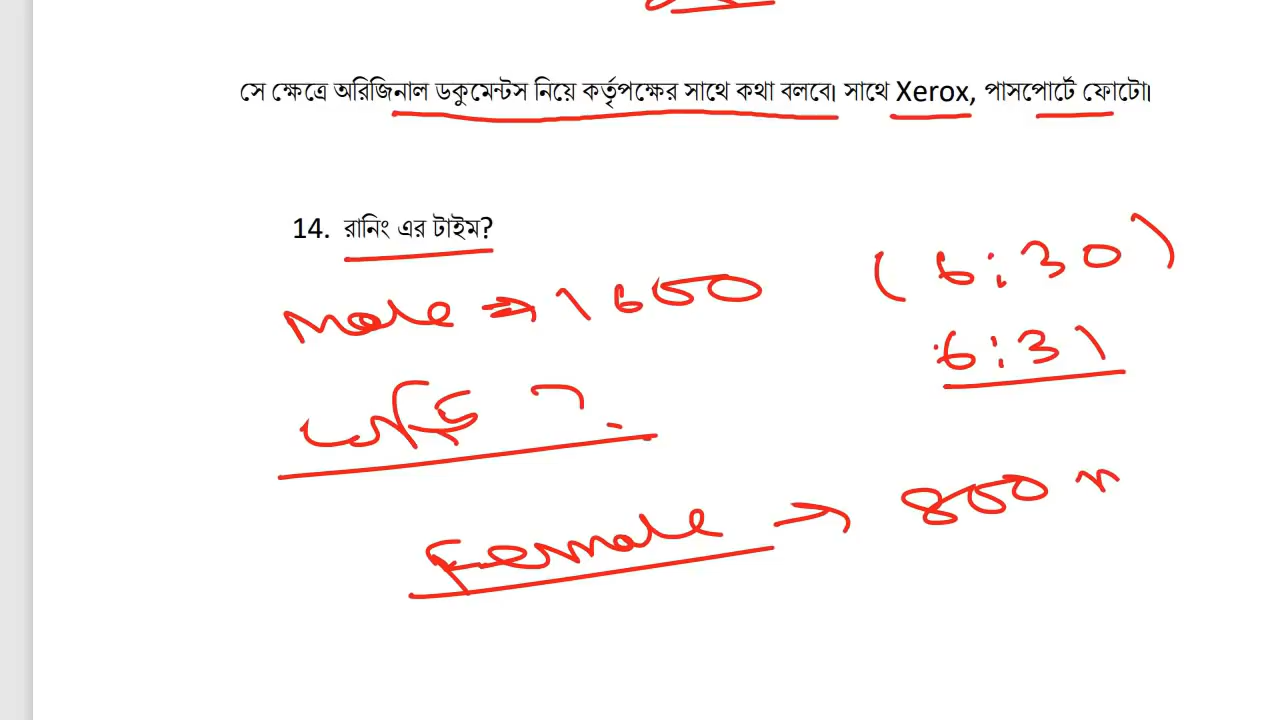 সে ক্ষেত্রে অরিজিনাল ডকুমেন্টস নিয়ে কর্তৃপক্ষের সাথে কথা বলবে। সাথে Xerox, পাসপোর্টে ফোটো।
14. রানিং এর টাইম?
male ⇒ 1600 (6:30)
6:31
Female → 800 m